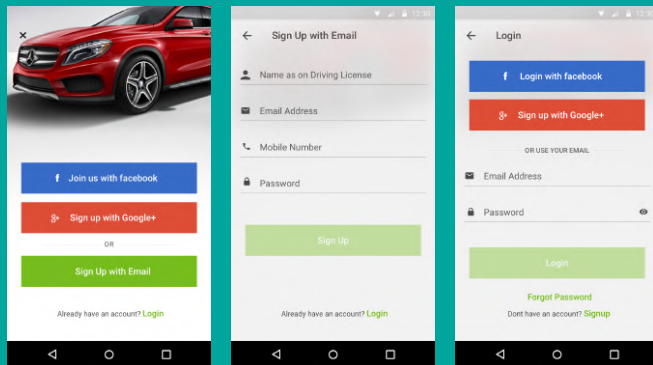 f Join us with facebook
g+ Sign up with Google+
OR
Sign Up with Email
Already have an account? Login
12:30
Sign Up with Email
Name as on Driving License
Email Address
Mobile Number
Password
Sign Up
Already have an account? Login
12:30
Login
f Login with facebook
g+ Sign up with Google+
OR USE YOUR EMAIL
Email Address
Password
Login
Forgot Password
Dont have an account? Signup